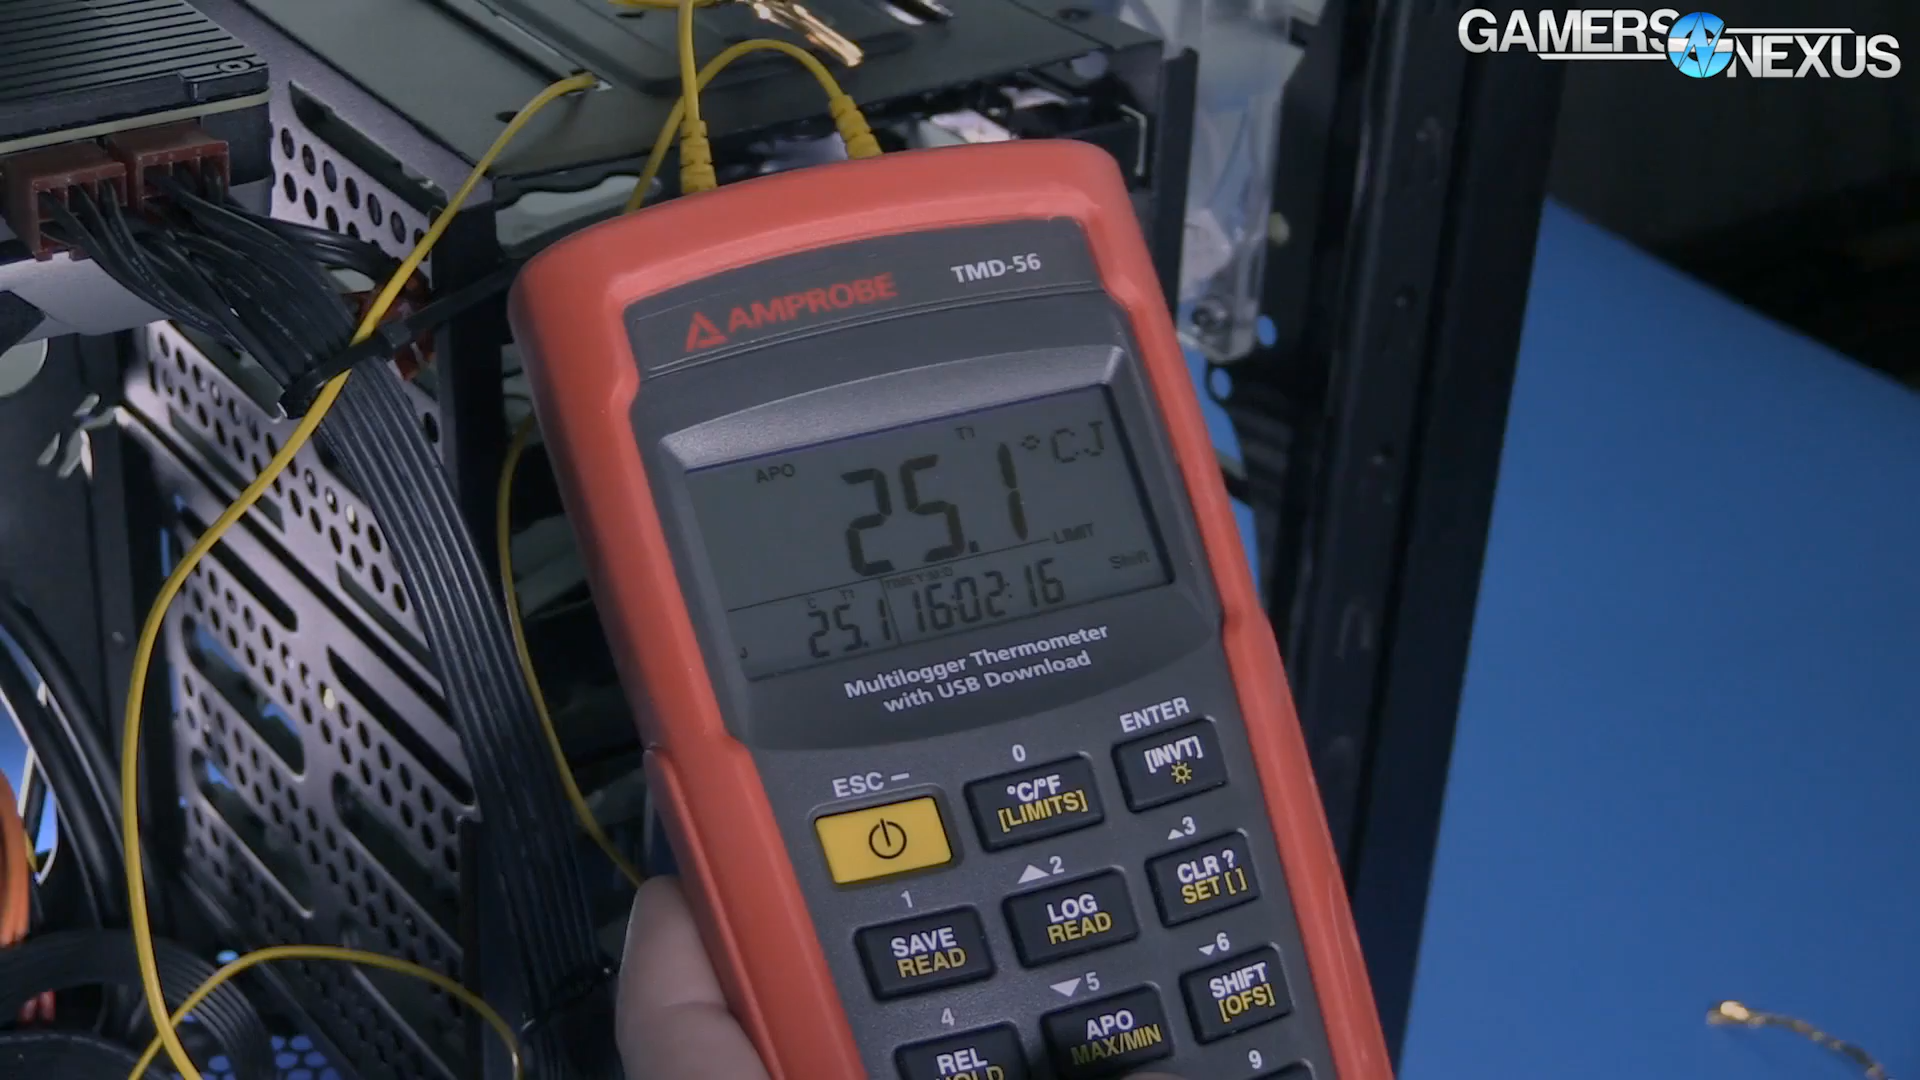 GAMERS NEXUS
TMD-56
AMPROBE
T1
APO 25.1 °C J
LIMIT
C T1 TIME Y:M:D Shift
25.1 16:02:16
Multilogger Thermometer
with USB Download
ENTER
[INVT]
0
°C/°F
[LIMITS]
ESC –
3
CLR ?
SET [ ]
2
LOG
READ
1
SAVE
READ
6
SHIFT
[OFS]
5
APO
MAX/MIN
4
REL
HOLD
9